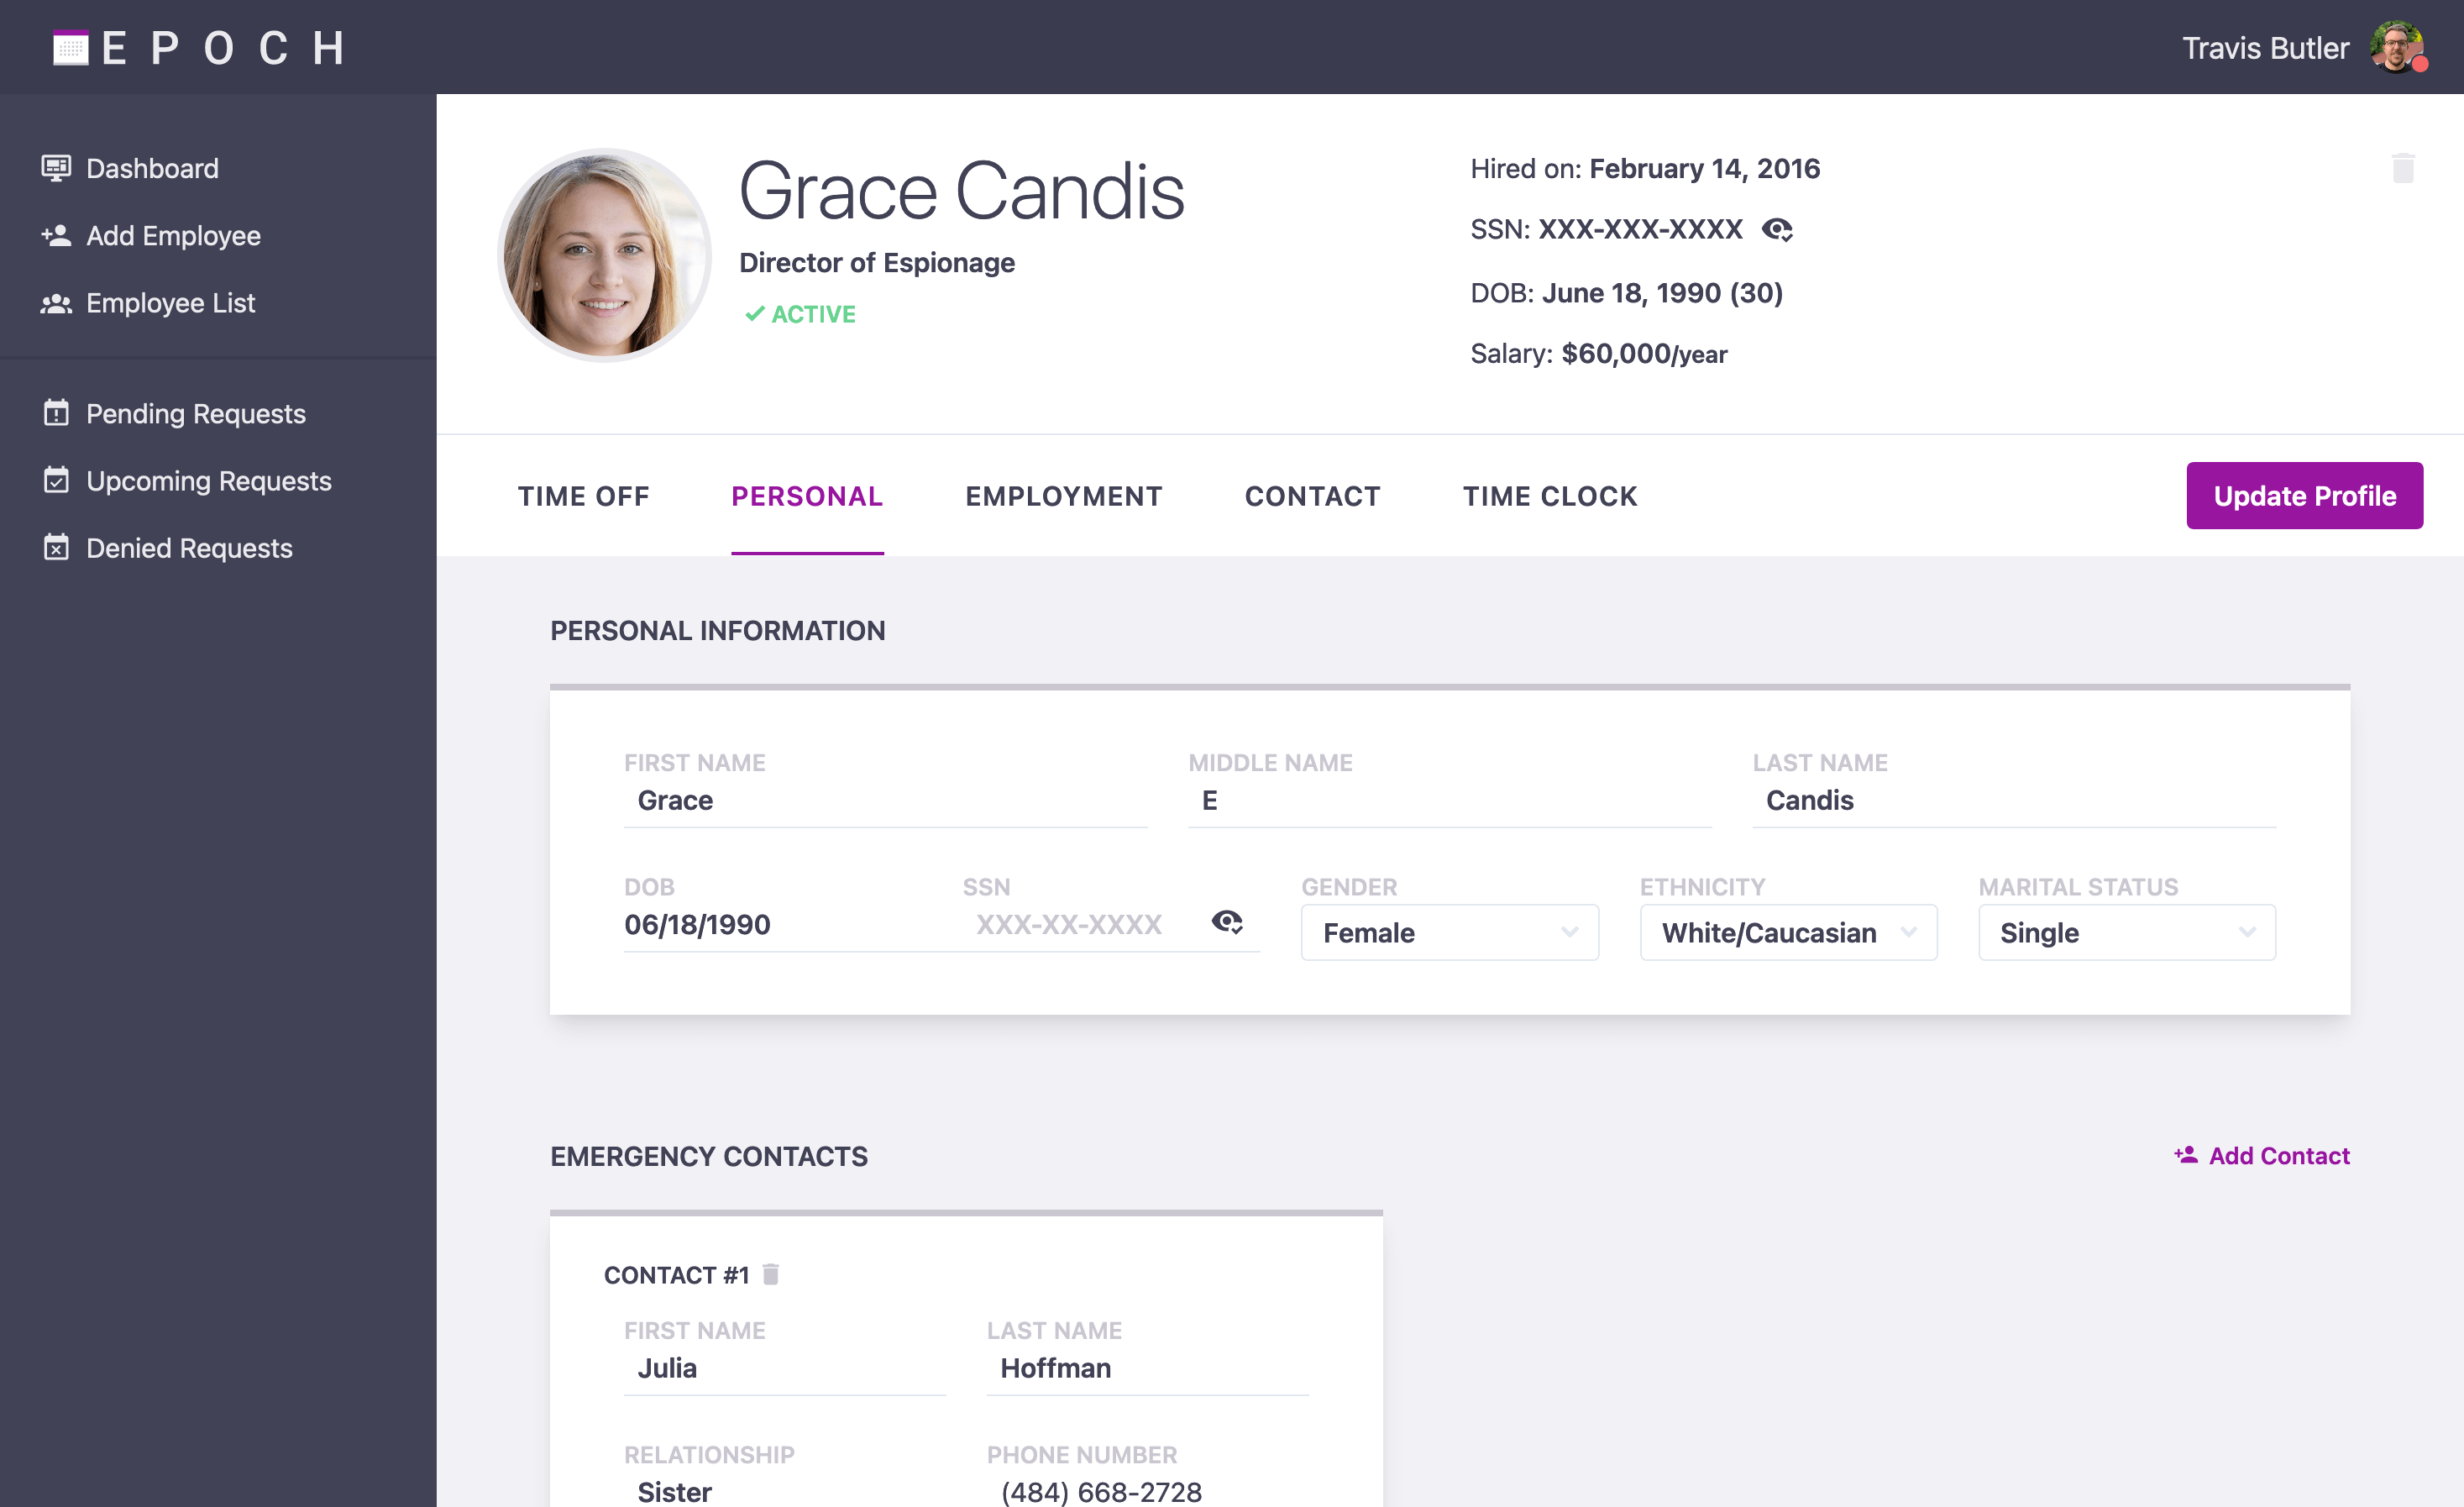 EPOCH
Travis Butler
Dashboard
Add Employee
Employee List
Pending Requests
Upcoming Requests
Denied Requests
Grace Candis
Director of Espionage
ACTIVE
Hired on: February 14, 2016
SSN: XXX-XXX-XXXX
DOB: June 18, 1990 (30)
Salary: $60,000/year
TIME OFF PERSONAL EMPLOYMENT CONTACT TIME CLOCK
Update Profile
PERSONAL INFORMATION
FIRST NAME MIDDLE NAME LAST NAME
Grace E Candis
DOB SSN GENDER ETHNICITY MARITAL STATUS
06/18/1990 XXX-XX-XXXX Female White/Caucasian Single
EMERGENCY CONTACTS
Add Contact
CONTACT #1
FIRST NAME LAST NAME
Julia Hoffman
RELATIONSHIP PHONE NUMBER
Sister (484) 668-2728